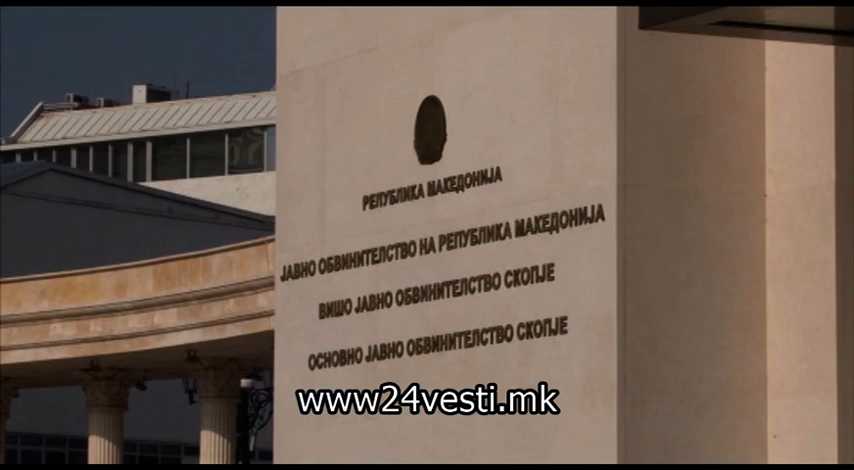 РЕПУБЛИКА МАКЕДОНИЈА
ЈАВНО ОБВИНИТЕЛСТВО НА РЕПУБЛИКА МАКЕДОНИЈА
ВИШО ЈАВНО ОБВИНИТЕЛСТВО СКОПЈЕ
ОСНОВНО ЈАВНО ОБВИНИТЕЛСТВО СКОПЈЕ
www24vesti.mk